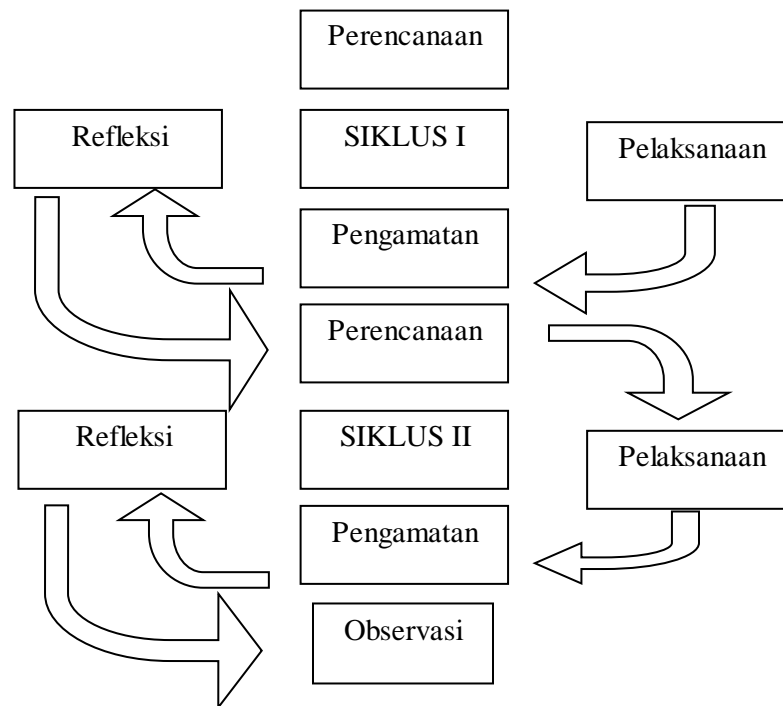 Perencanaan
Refleksi
SIKLUS I
Pelaksanaan
Pengamatan
Perencanaan
Refleksi
SIKLUS II
Pelaksanaan
Pengamatan
Observasi